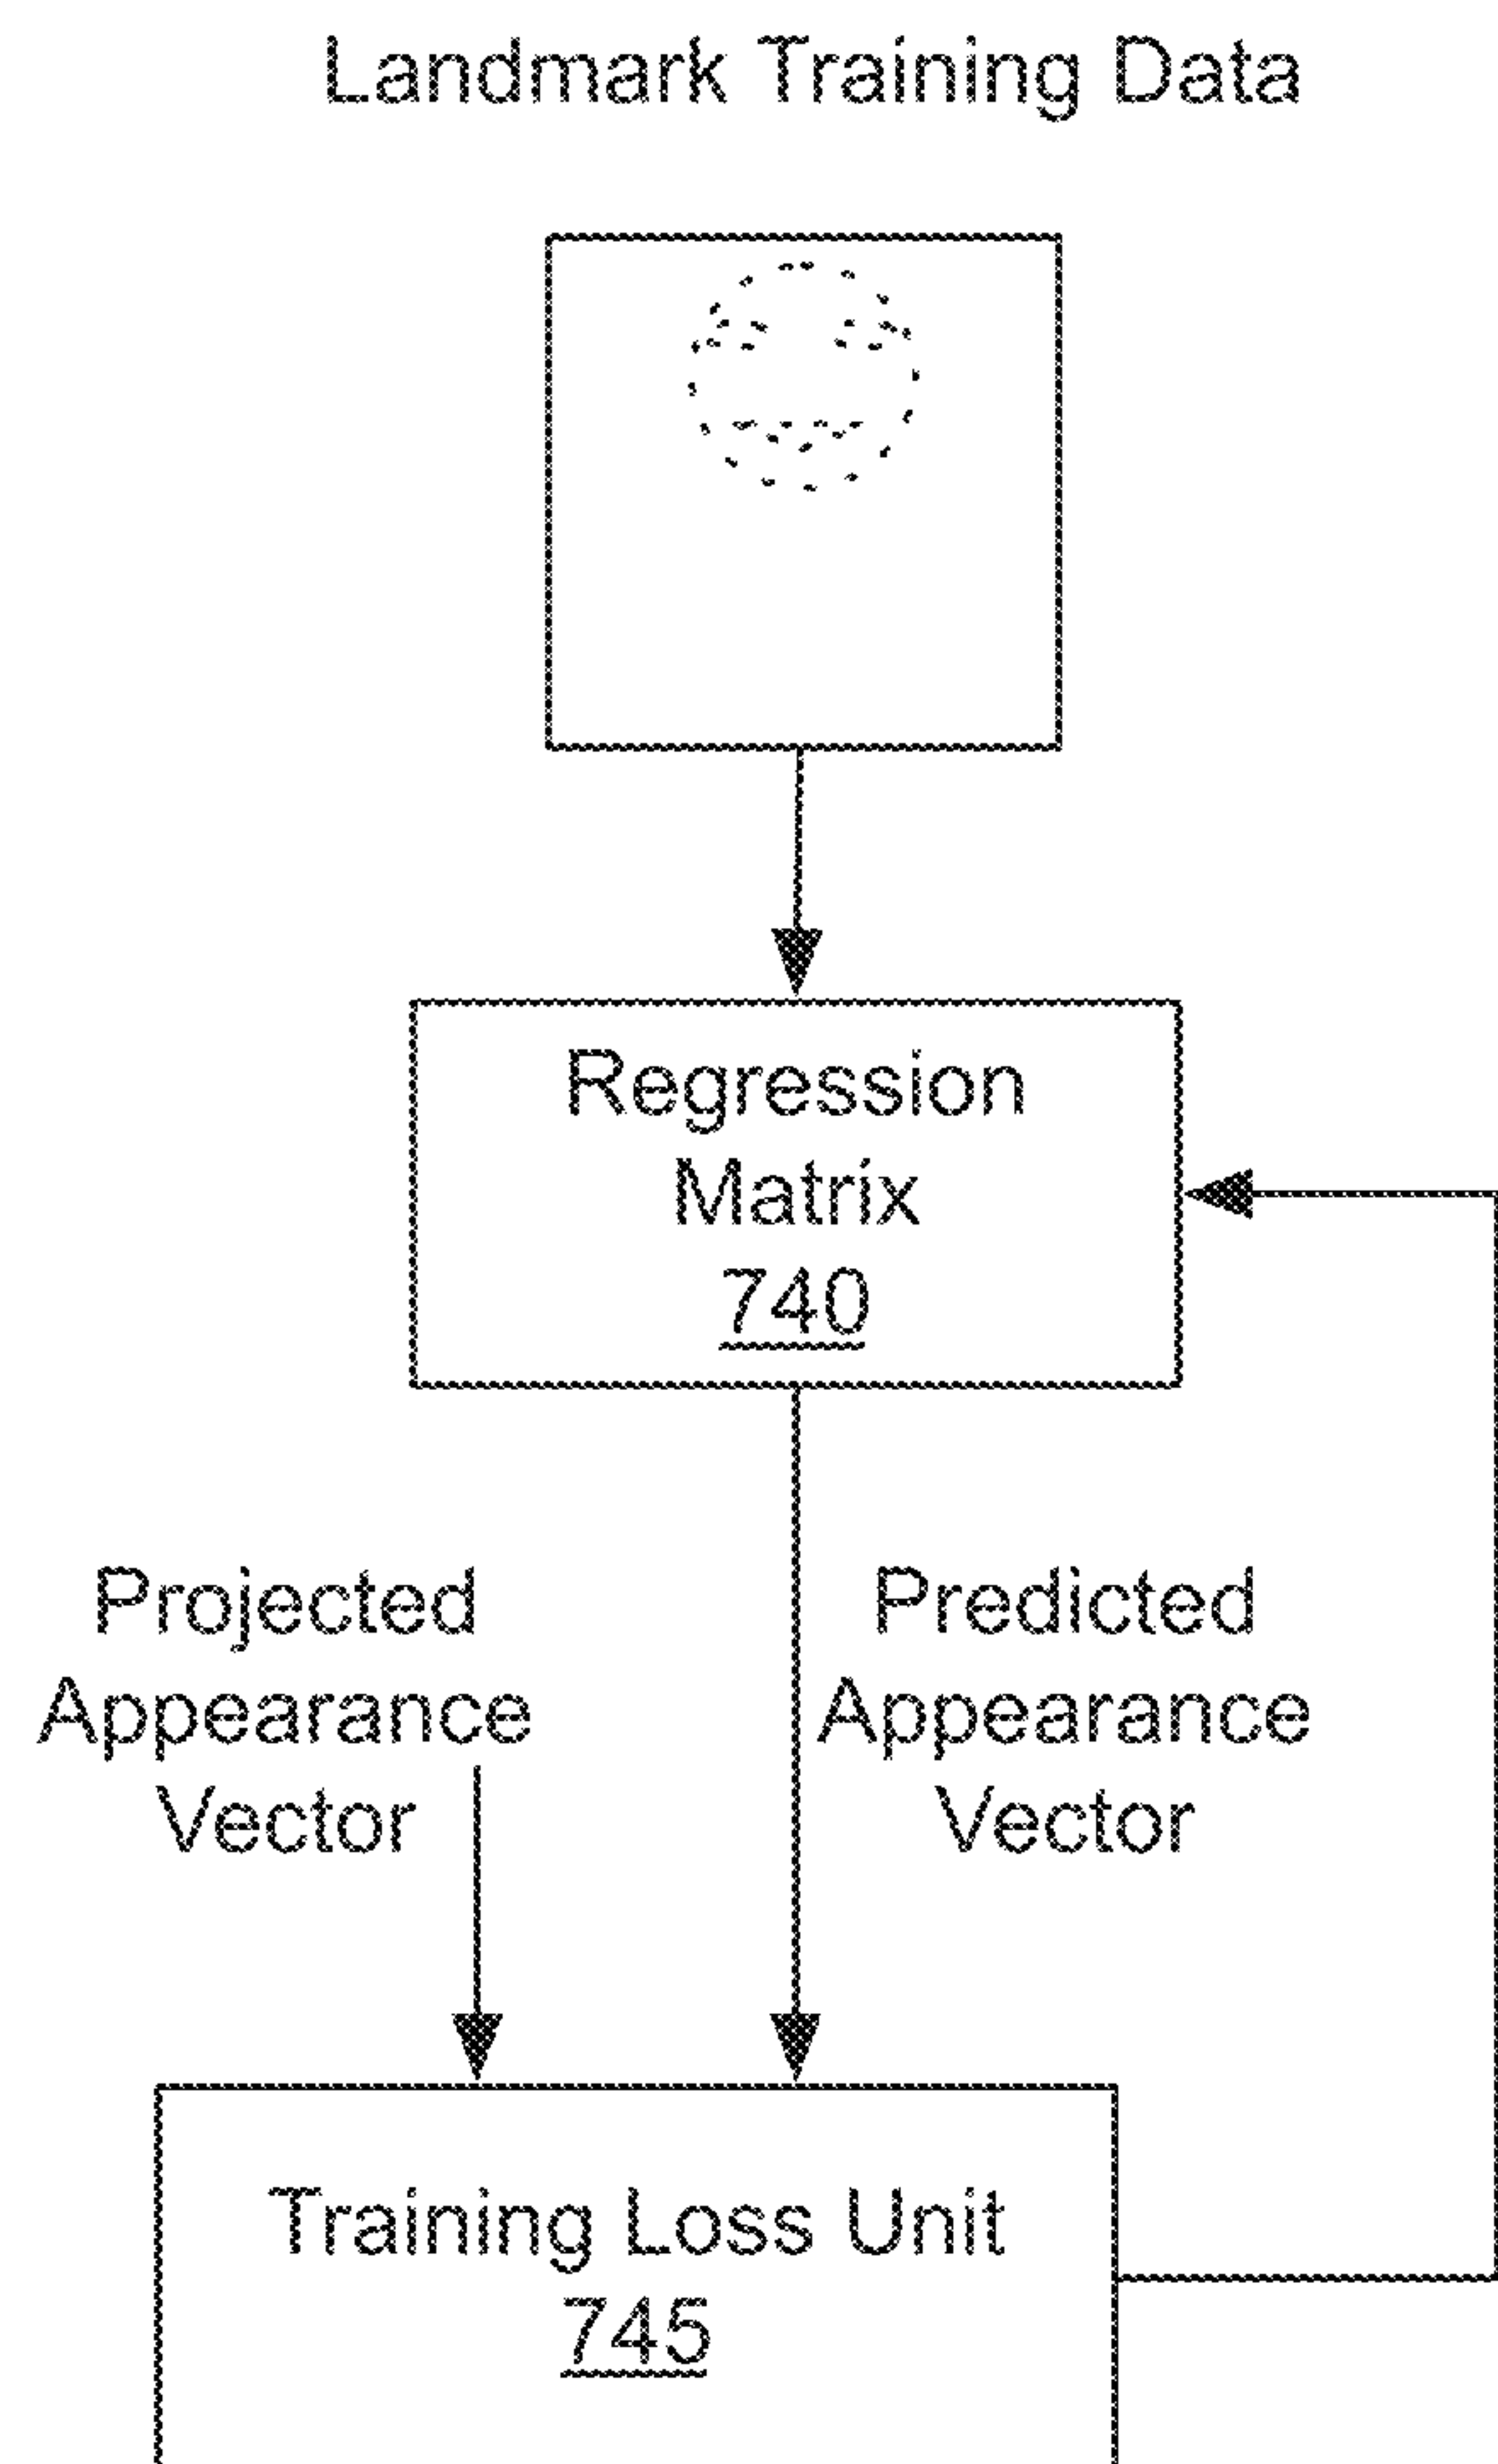 Landmark Training Data
Regression
Matrix
740
Projected
Appearance
Vector
Predicted
Appearance
Vector
Training Loss Unit
745